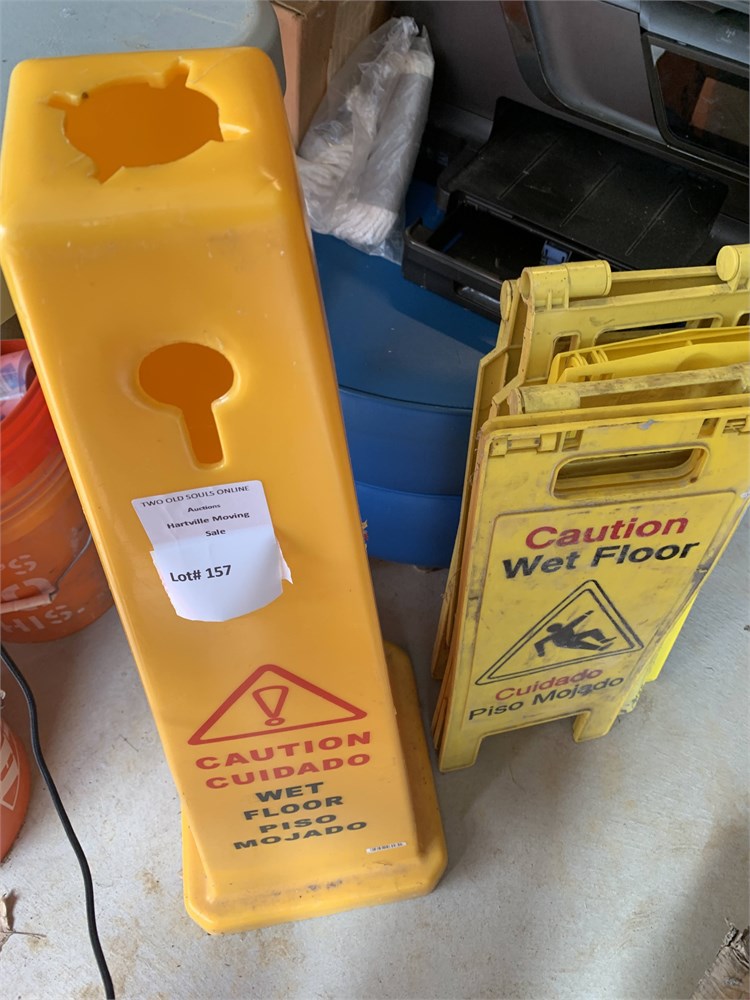 TWO OLD SOULS ONLINE
Auctions
Hartville Moving
Sale
Lot# 157
CAUTION
CUIDADO
WET
FLOOR
PISO
MOJADO
Caution
Wet Floor
Cuidado
Piso Mojado